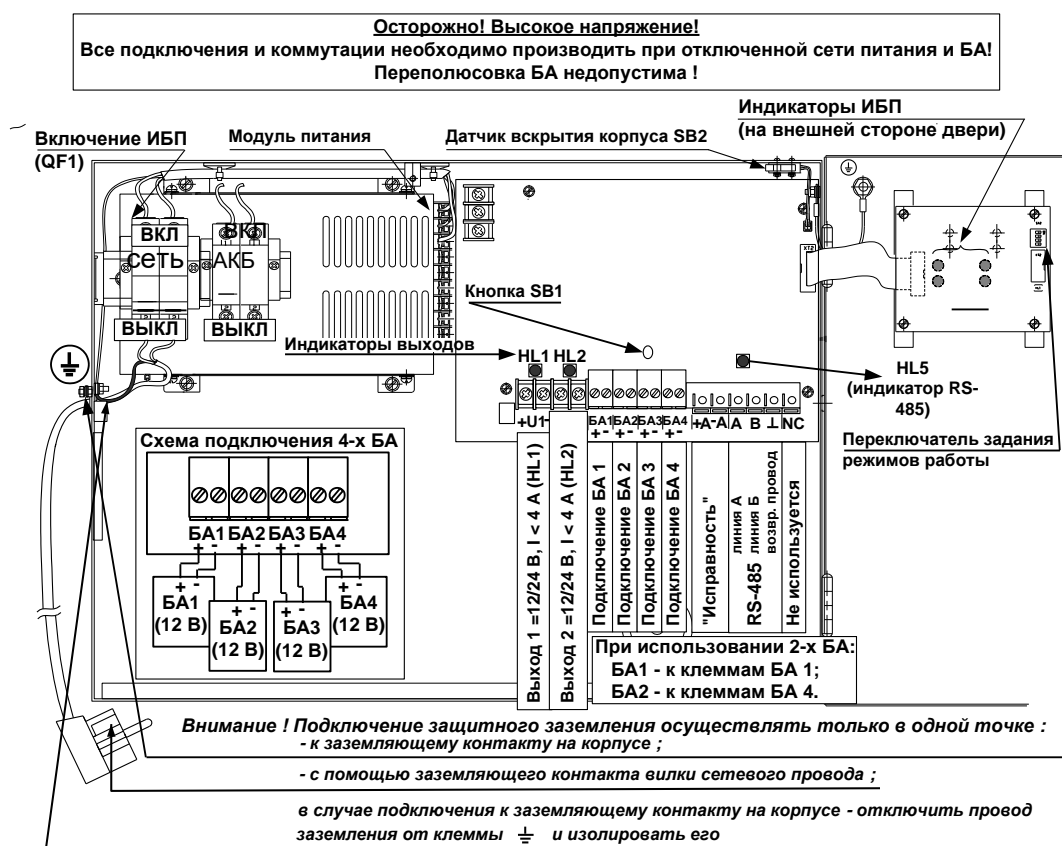 Осторожно! Высокое напряжение!
Все подключения и коммутации необходимо производить при отключенной сети питания и БА!
Переполюсовка БА недопустима !
Включение ИБП
(QF1)
Модуль питания
Датчик вскрытия корпуса SB2
Индикаторы ИБП
(на внешней стороне двери)
ВКЛ
ВКЛ
сеть
АКБ
ВЫКЛ
ВЫКЛ
Кнопка SB1
Индикаторы выходов
HL1 HL2
HL5
(индикатор RS-
485)
Переключатель задания
режимов работы
+U1-
БА1 БА2 БА3 БА4
+ - + - + - + -
+А-А А В ⊥ NC
Схема подключения 4-х БА
БА1 БА2 БА3 БА4
+ - + - + - + -
+ -
БА1
(12 В)
+ -
БА2
(12 В)
+ -
БА3
(12 В)
+ -
БА4
(12 В)
Выход 1 =12/24 В, I < 4 А (HL1)
Выход 2 =12/24 В, I < 4 А (HL2)
Подключение БА 1
Подключение БА 2
Подключение БА 3
Подключение БА 4
"Исправность"
RS-485
линия А
линия Б
возвр. провод
Не используется
При использовании 2-х БА:
БА1 - к клеммам БА 1;
БА2 - к клеммам БА 4.
Внимание ! Подключение защитного заземления осуществлять только в одной точке :
- к заземляющему контакту на корпусе ;
- с помощью заземляющего контакта вилки сетевого провода ;
в случае подключения к заземляющему контакту на корпусе - отключить провод
заземления от клеммы ⏚ и изолировать его